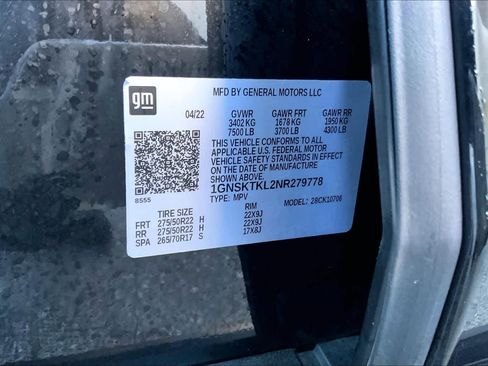 gm
MFD BY GENERAL MOTORS LLC
04/22 GVWR GAWR FRT GAWR RR
3402 KG 1678 KG 1950 KG
7500 LB 3700 LB 4300 LB
THIS VEHICLE CONFORMS TO ALL
APPLICABLE U.S. FEDERAL MOTOR
VEHICLE SAFETY STANDARDS IN EFFECT
ON THE DATE OF MANUFACTURE
SHOWN ABOVE.
1GNSKTKL2NR279778
8555 TYPE: MPV MODEL: 28CK10706
TIRE SIZE RIM
FRT 275/50R22 H 22X9J
RR 275/50R22 H 22X9J
SPA 265/70R17 S 17X8J